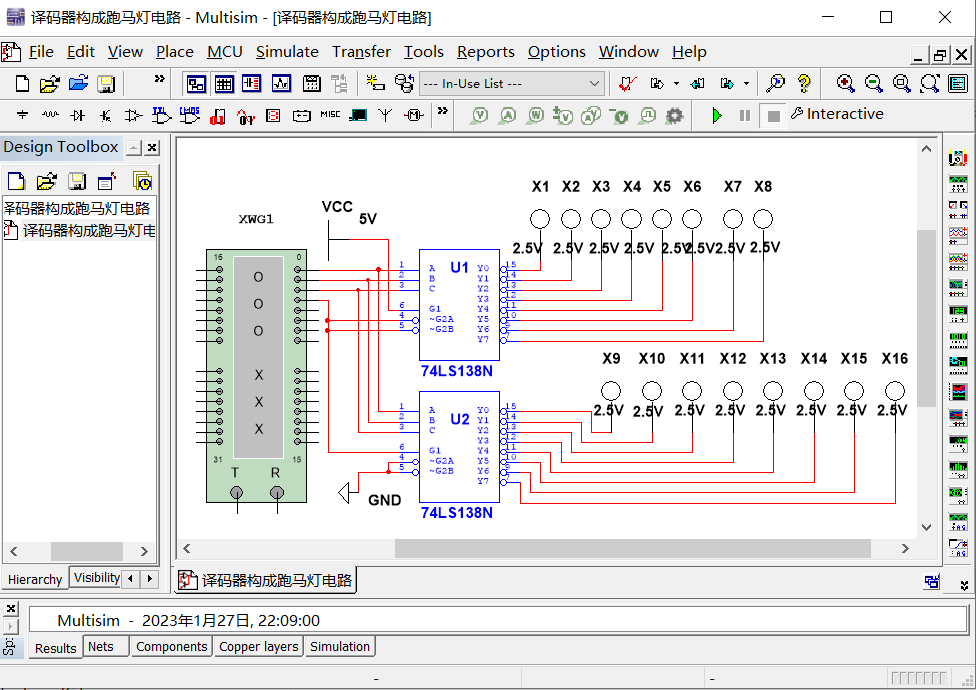 译码器构成跑马灯电路 - Multisim - [译码器构成跑马灯电路]
File Edit View Place MCU Simulate Transfer Tools Reports Options Window Help
--- In-Use List ---
MISC
Interactive
Design Toolbox
译码器构成跑马灯电路
译码器构成跑马灯电
XWG1
VCC
5V
X1 X2 X3 X4 X5 X6 X7 X8
2.5V 2.5V 2.5V 2.5V 2.5V 2.5V 2.5V 2.5V
16 0
O
O
O
X
X
X
31 15
T R
1 A U1 Y0 15
2 B Y1 14
3 C Y2 13
Y3 12
6 G1 Y4 11
4 ~G2A Y5 10
5 ~G2B Y6 9
Y7 7
74LS138N
X9 X10 X11 X12 X13 X14 X15 X16
2.5V 2.5V 2.5V 2.5V 2.5V 2.5V 2.5V 2.5V
1 A U2 Y0 15
2 B Y1 14
3 C Y2 13
Y3 12
6 G1 Y4 11
4 ~G2A Y5 10
5 ~G2B Y6 9
Y7 7
GND
74LS138N
Hierarchy Visibility
译码器构成跑马灯电路
Multisim - 2023年1月27日, 22:09:00
Results Nets Components Copper layers Simulation
- -